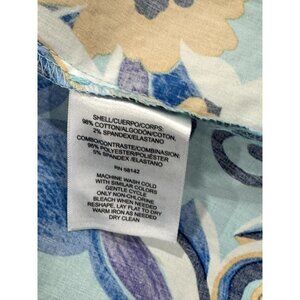 SHELL/CUERPO/CORPS:
98% COTTON/ALGODÓN/COTON,
2% SPANDEX/ELASTANO
COMBO/CONTRASTE/COMBINASION:
95% POLYESTER/POLIÉSTER
5% SPANDEX/ELASTANO
RN 98142
MACHINE WASH COLD
WITH SIMILAR COLORS
GENTLE CYCLE
ONLY NON-CHLORINE
BLEACH WHEN NEEDED
RESHAPE, LAY FLAT TO DRY
WARM IRON AS NEEDED
DRY CLEAN